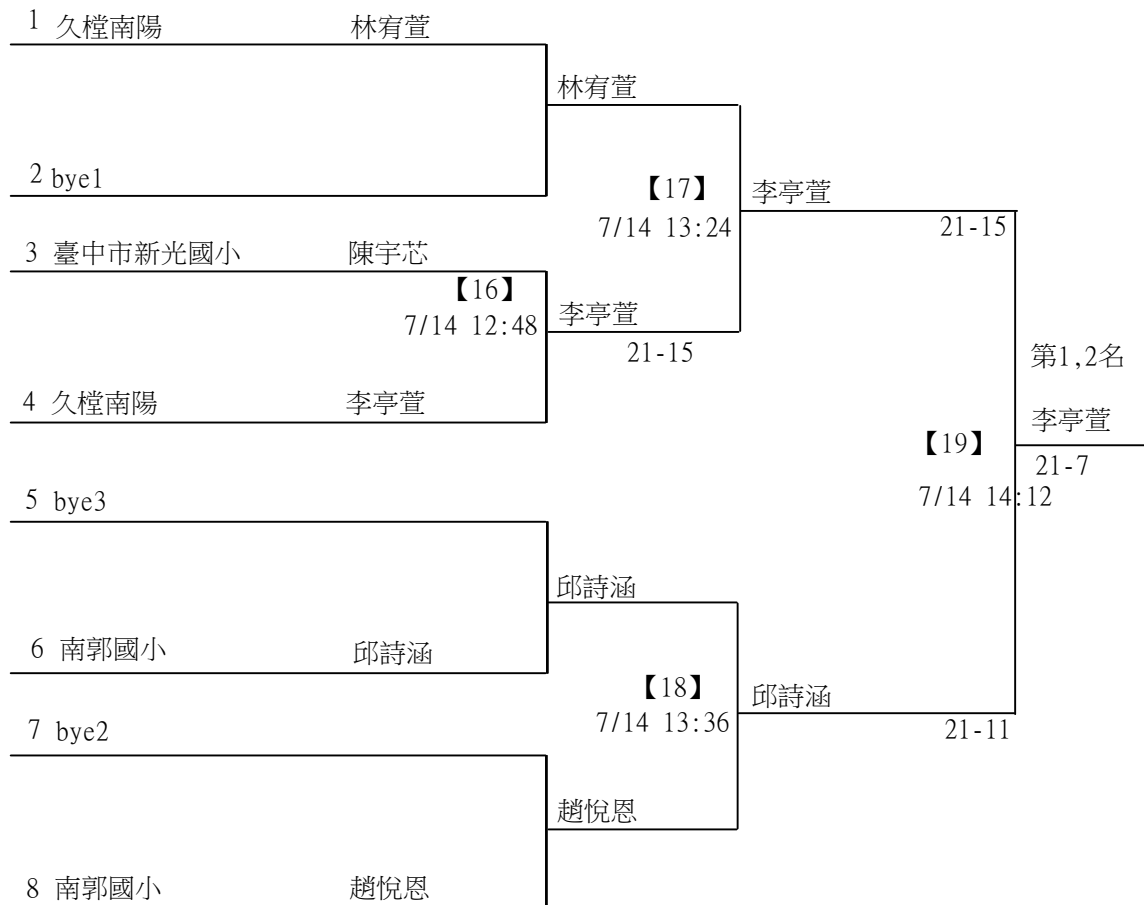 1 久樘南陽 林宥萱
林宥萱
2 bye1
【17】
李亭萱
7/14 13:24
21-15
3 臺中市新光國小 陳宇芯
【16】
李亭萱
7/14 12:48
21-15
第1,2名
4 久樘南陽 李亭萱
李亭萱
【19】
21-7
7/14 14:12
5 bye3
邱詩涵
6 南郭國小 邱詩涵
【18】
邱詩涵
7/14 13:36
21-11
7 bye2
趙悅恩
8 南郭國小 趙悅恩